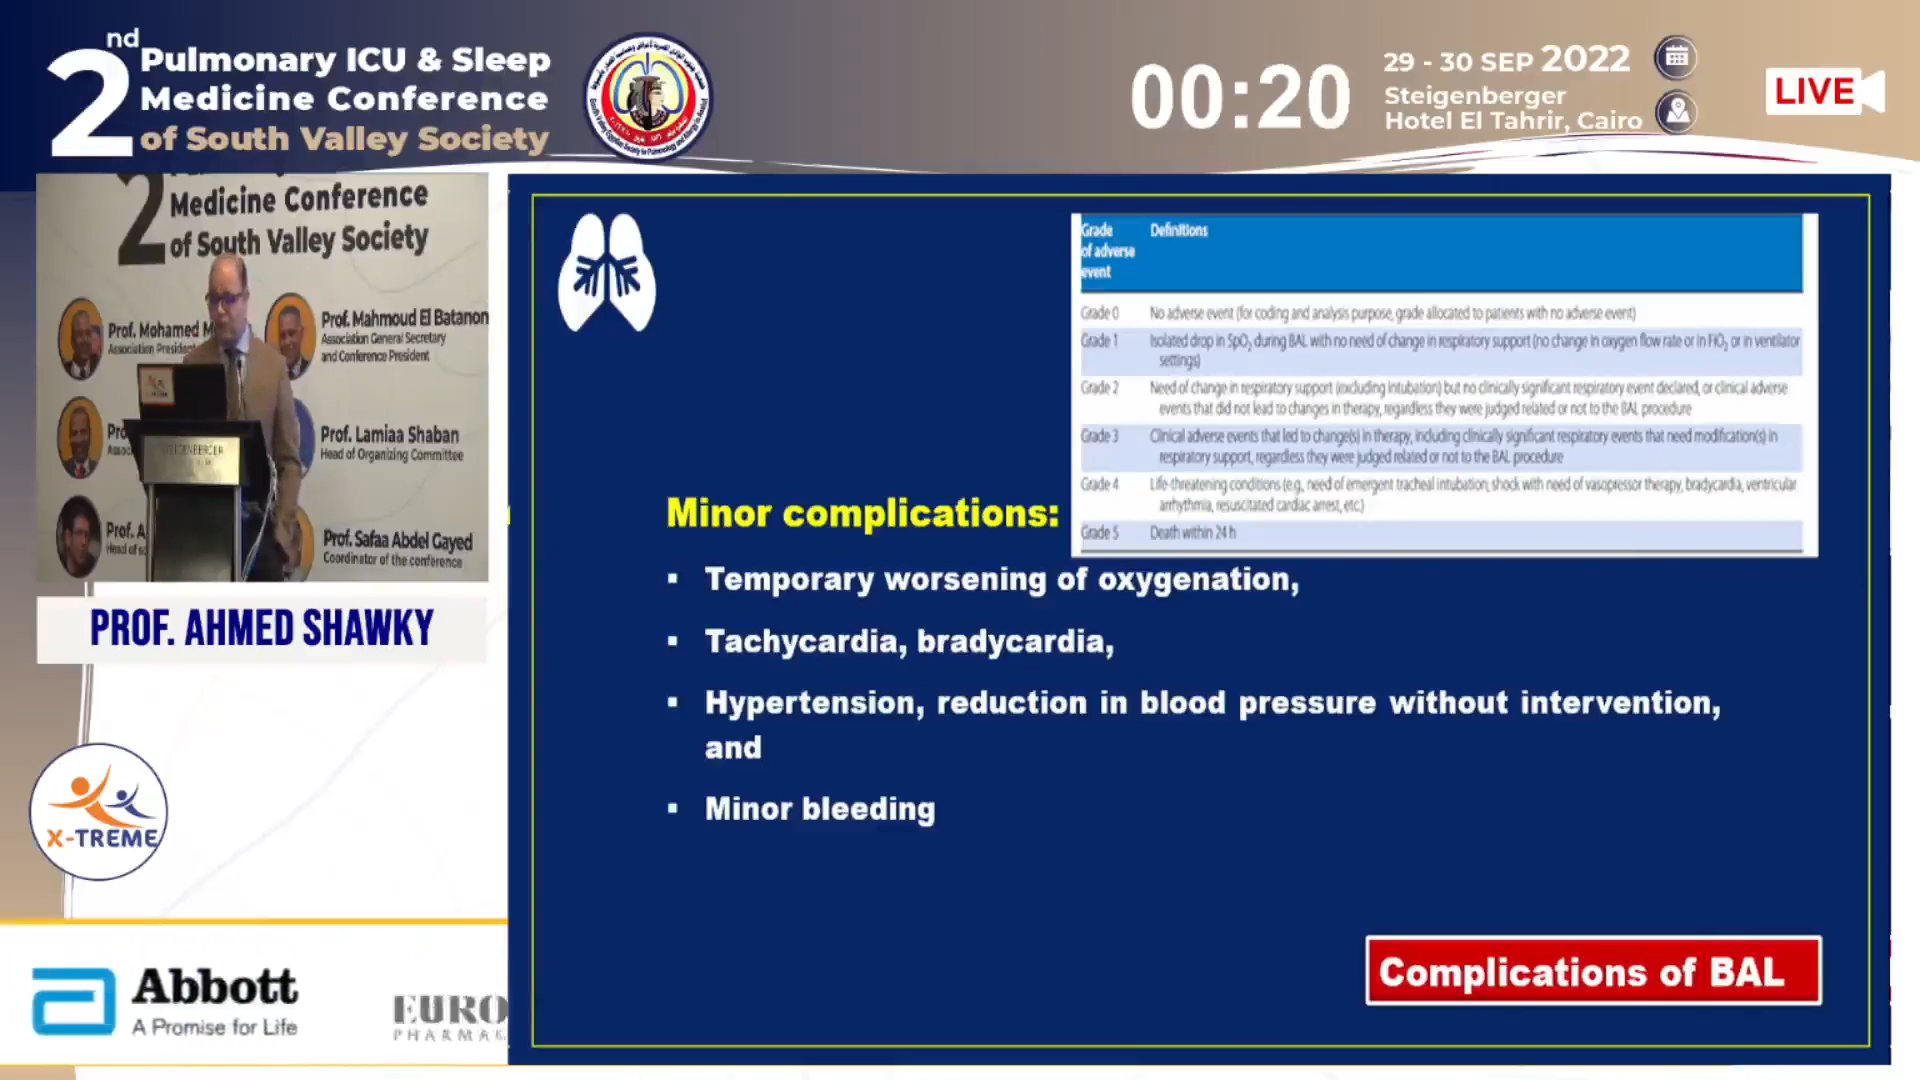 2nd
Pulmonary ICU & Sleep
Medicine Conference
of South Valley Society
00:20
29 - 30 SEP 2022
Steigenberger
Hotel El Tahrir, Cairo
LIVE
2
Medicine Conference
of South Valley Society
Prof. Mohamed M
Association President
Prof. Mahmoud El Batanon
Association General Secretary
and Conference President
Pro
Assoc
Prof. Lamiaa Shaban
Head of Organizing Committee
Prof. A
Head of sc
Prof. Safaa Abdel Gayed
Coordinator of the conference
STEIGENBERGER
PROF. AHMED SHAWKY
X-TREME
Abbott
A Promise for Life
EURO
PHARMA
Grade of adverse event Definitions
Grade 0 No adverse event (for coding and analysis purpose, grade allocated to patients with no adverse event)
Grade 1 Isolated drop in SpO₂ during BAL with no need of change in respiratory support (no change in oxygen flow rate or in FiO₂ or in ventilator
settings)
Grade 2 Need of change in respiratory support (excluding intubation) but no clinically significant respiratory event declared, or clinical adverse
events that did not lead to changes in therapy, regardless they were judged related or not to the BAL procedure
Grade 3 Clinical adverse events that led to change(s) in therapy, including clinically significant respiratory events that need modification(s) in
respiratory support, regardless they were judged related or not to the BAL procedure
Grade 4 Life-threatening conditions (e.g., need of emergent tracheal intubation, shock with need of vasopressor therapy, bradycardia, ventricular
arrhythmia, resuscitated cardiac arrest, etc.)
Grade 5 Death within 24 h
Minor complications:
▪ Temporary worsening of oxygenation,
▪ Tachycardia, bradycardia,
▪ Hypertension, reduction in blood pressure without intervention,
and
▪ Minor bleeding
Complications of BAL